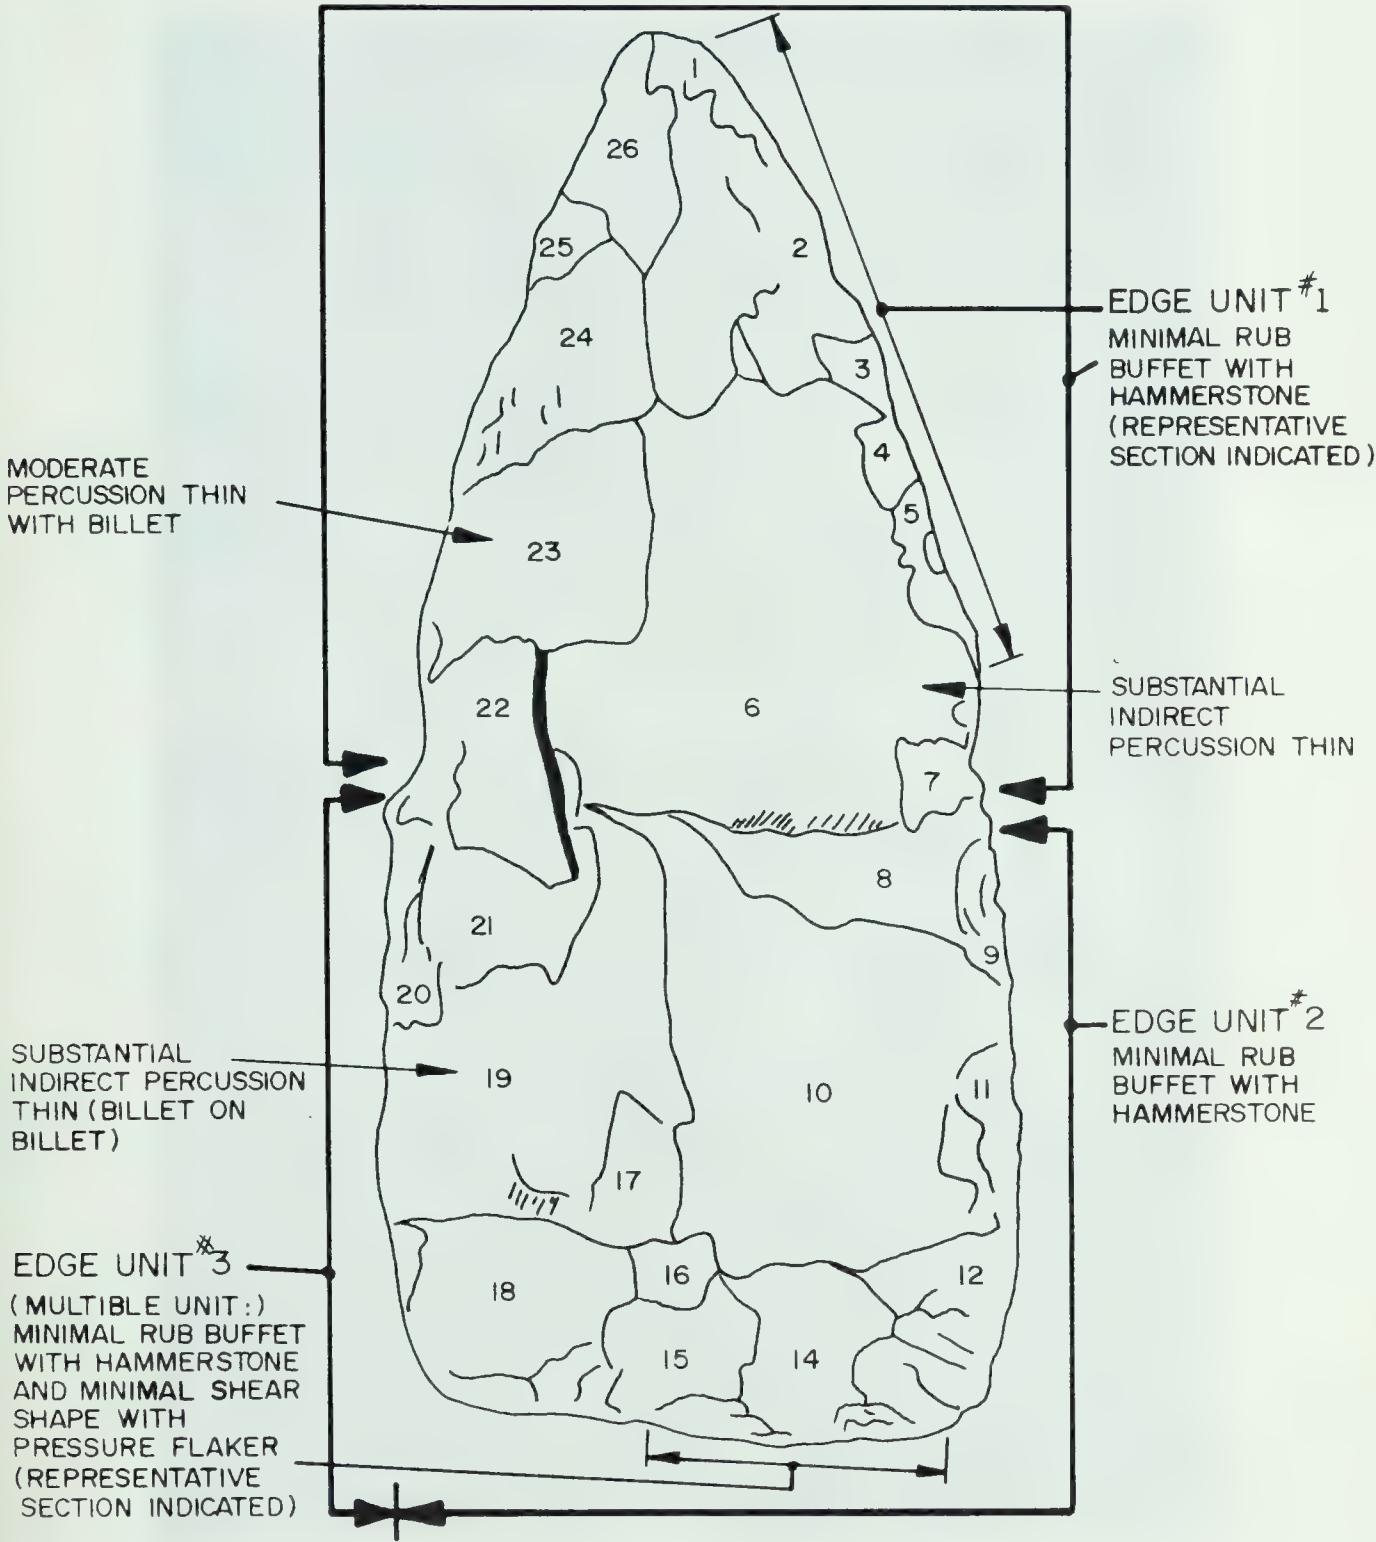 1
26
2
25
24
3
4
5
23
22
6
7
8
21
9
20
19
10
11
17
16
12
18
15
14
MODERATE
PERCUSSION THIN
WITH BILLET
SUBSTANTIAL
INDIRECT PERCUSSION
THIN (BILLET ON
BILLET)
EDGE UNIT #3
(MULTIBLE UNIT:)
MINIMAL RUB BUFFET
WITH HAMMERSTONE
AND MINIMAL SHEAR
SHAPE WITH
PRESSURE FLAKER
(REPRESENTATIVE
SECTION INDICATED)
EDGE UNIT #1
MINIMAL RUB
BUFFET WITH
HAMMERSTONE
(REPRESENTATIVE
SECTION INDICATED)
SUBSTANTIAL
INDIRECT
PERCUSSION THIN
EDGE UNIT #2
MINIMAL RUB
BUFFET WITH
HAMMERSTONE